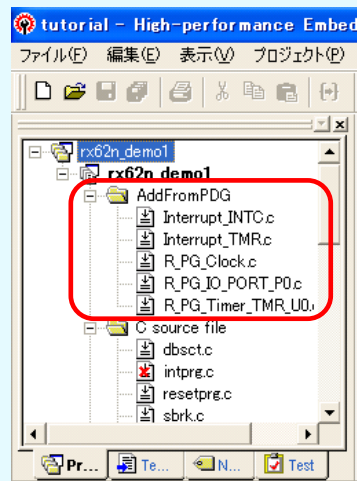 tutorial - High-performance Embed
ファイル(F) 編集(E) 表示(V) プロジェクト(P)
rx62n_demo1
rx62n_demo1
AddFromPDG
Interrupt_INTC.c
Interrupt_TMR.c
R_PG_Clock.c
R_PG_IO_PORT_P0.c
R_PG_Timer_TMR_U0.
C source file
dbsct.c
intprg.c
resetprg.c
sbrk.c
Pr... Te... N... Test